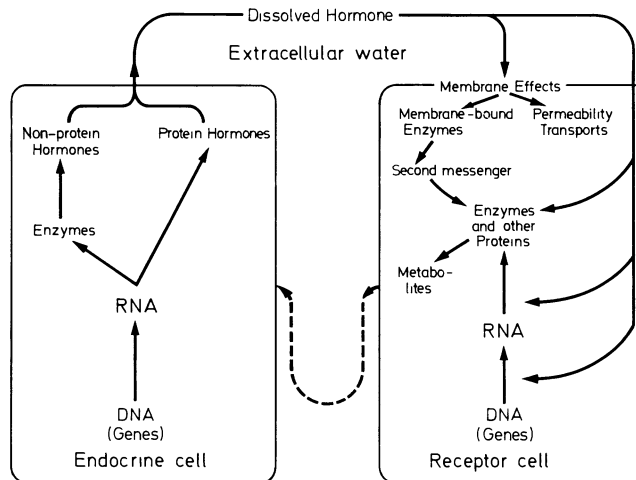 Dissolved Hormone
Extracellular water
Non-protein
Hormones
Protein Hormones
Enzymes
RNA
DNA
(Genes)
Endocrine cell
Membrane Effects
Membrane-bound
Enzymes
Permeability
Transports
Second messenger
Enzymes
and other
Proteins
Metabo-
lites
RNA
DNA
(Genes)
Receptor cell